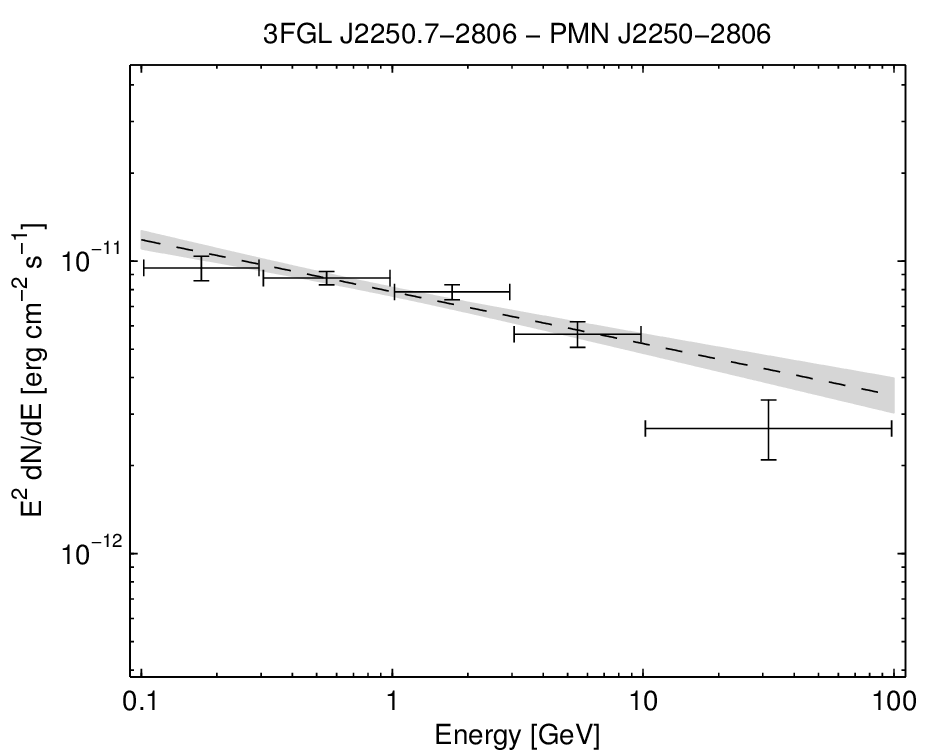 3FGL J2250.7−2806 − PMN J2250−2806
E² dN/dE [erg cm⁻² s⁻¹]
10⁻¹¹
10⁻¹²
0.1 1 10 100
Energy [GeV]